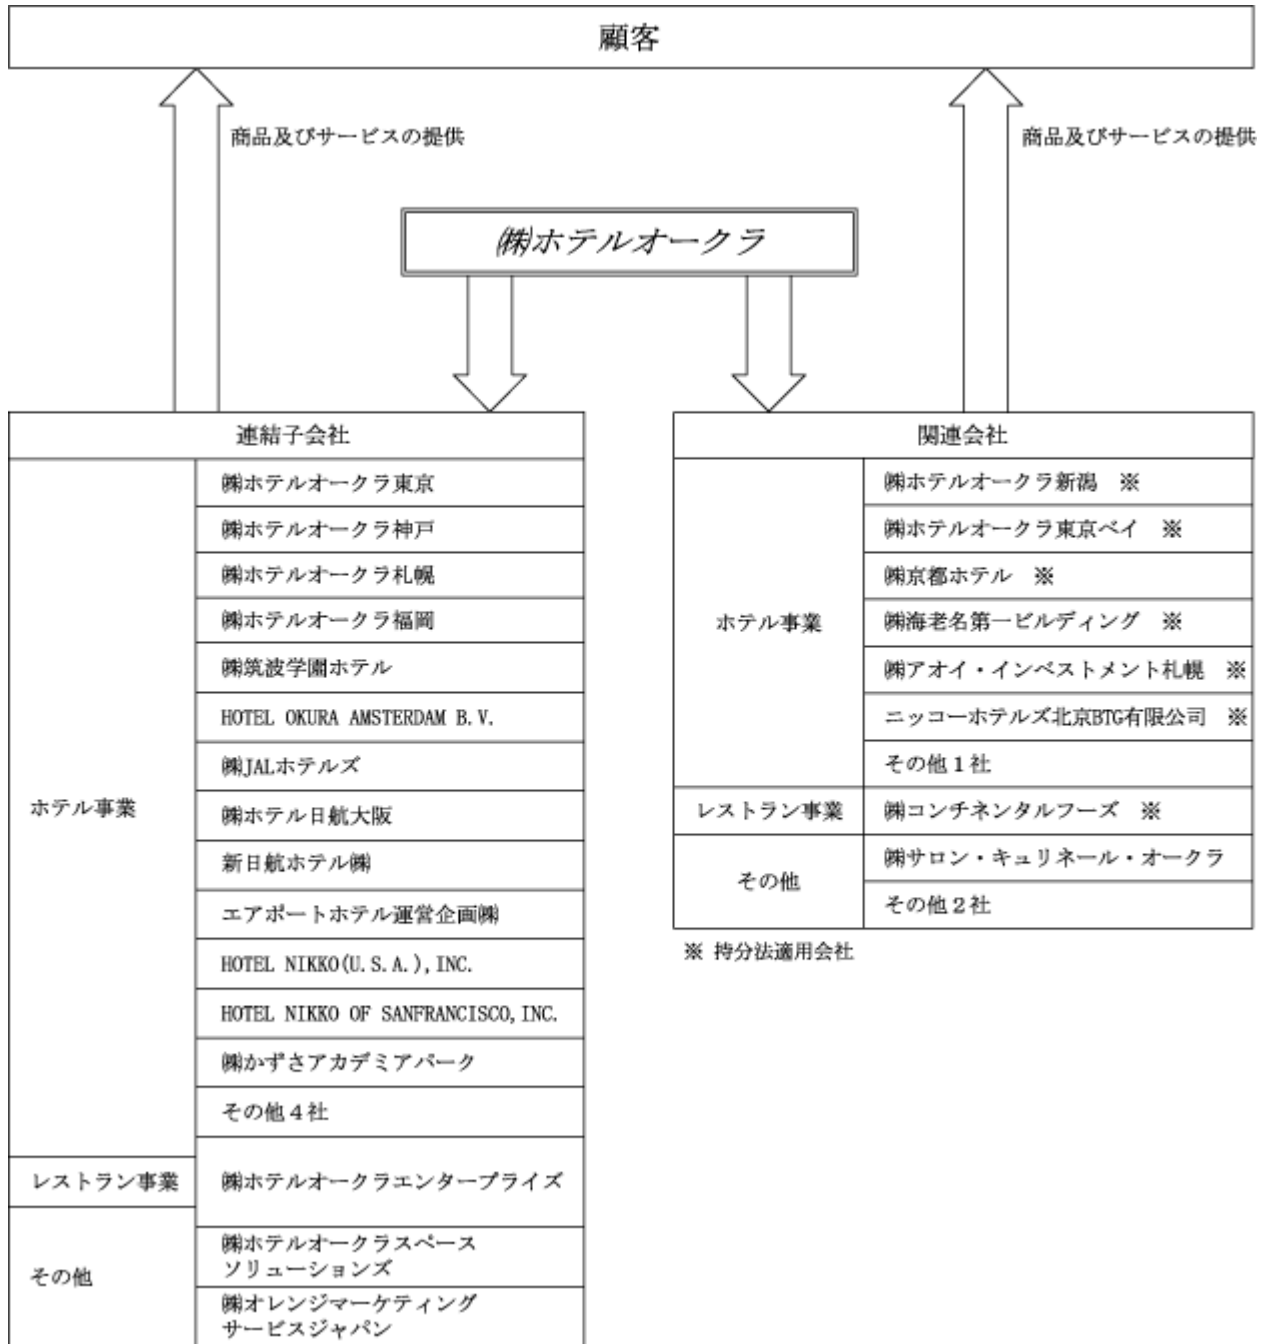 顧客
商品及びサービスの提供
商品及びサービスの提供
㈱ホテルオークラ
連結子会社
ホテル事業
㈱ホテルオークラ東京
㈱ホテルオークラ神戸
㈱ホテルオークラ札幌
㈱ホテルオークラ福岡
㈱筑波学園ホテル
HOTEL OKURA AMSTERDAM B.V.
㈱JALホテルズ
㈱ホテル日航大阪
新日航ホテル㈱
エアポートホテル運営企画㈱
HOTEL NIKKO(U.S.A.),INC.
HOTEL NIKKO OF SANFRANCISCO,INC.
㈱かずさアカデミアパーク
その他４社
レストラン事業
㈱ホテルオークラエンタープライズ
その他
㈱ホテルオークラスペース
ソリューションズ
㈱オレンジマーケティング
サービスジャパン
関連会社
ホテル事業
㈱ホテルオークラ新潟　※
㈱ホテルオークラ東京ベイ　※
㈱京都ホテル　※
㈱海老名第一ビルディング　※
㈱アオイ・インベストメント札幌　※
ニッコーホテルズ北京BTG有限公司　※
その他１社
レストラン事業
㈱コンチネンタルフーズ　※
その他
㈱サロン・キュリネール・オークラ
その他２社
※ 持分法適用会社